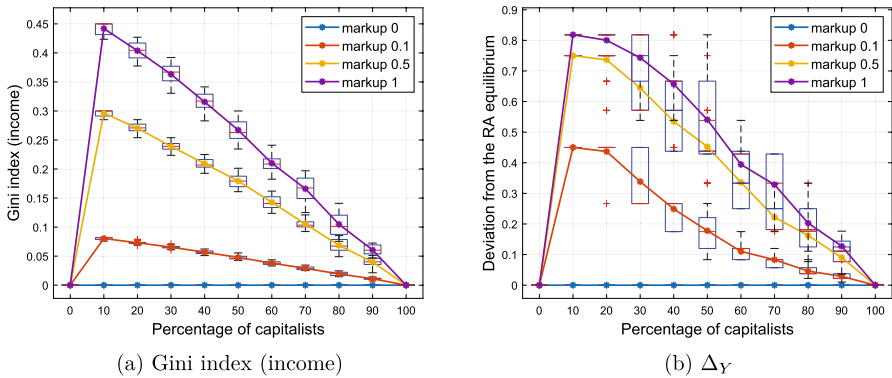 0.45
0.4
0.35
0.3
0.25
0.2
0.15
0.1
0.05
0
Gini index (income)
markup 0
markup 0.1
markup 0.5
markup 1
0 10 20 30 40 50 60 70 80 90 100
Percentage of capitalists
(a) Gini index (income)
0.9
0.8
0.7
0.6
0.5
0.4
0.3
0.2
0.1
0
Deviation from the RA equilibrium
markup 0
markup 0.1
markup 0.5
markup 1
0 10 20 30 40 50 60 70 80 90 100
Percentage of capitalists
(b) Δ_Y